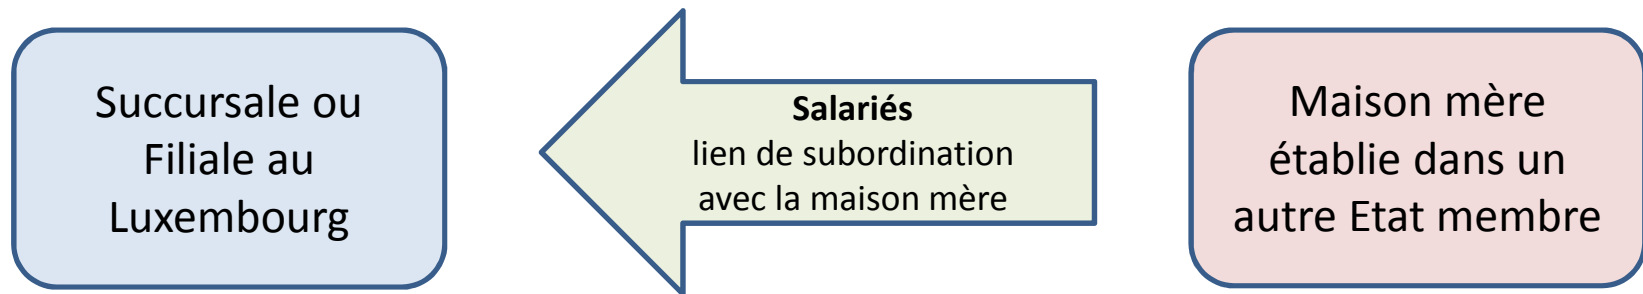 Succursale ou
Filiale au
Luxembourg
Salariés
lien de subordination
avec la maison mère
Maison mère
établie dans un
autre Etat membre